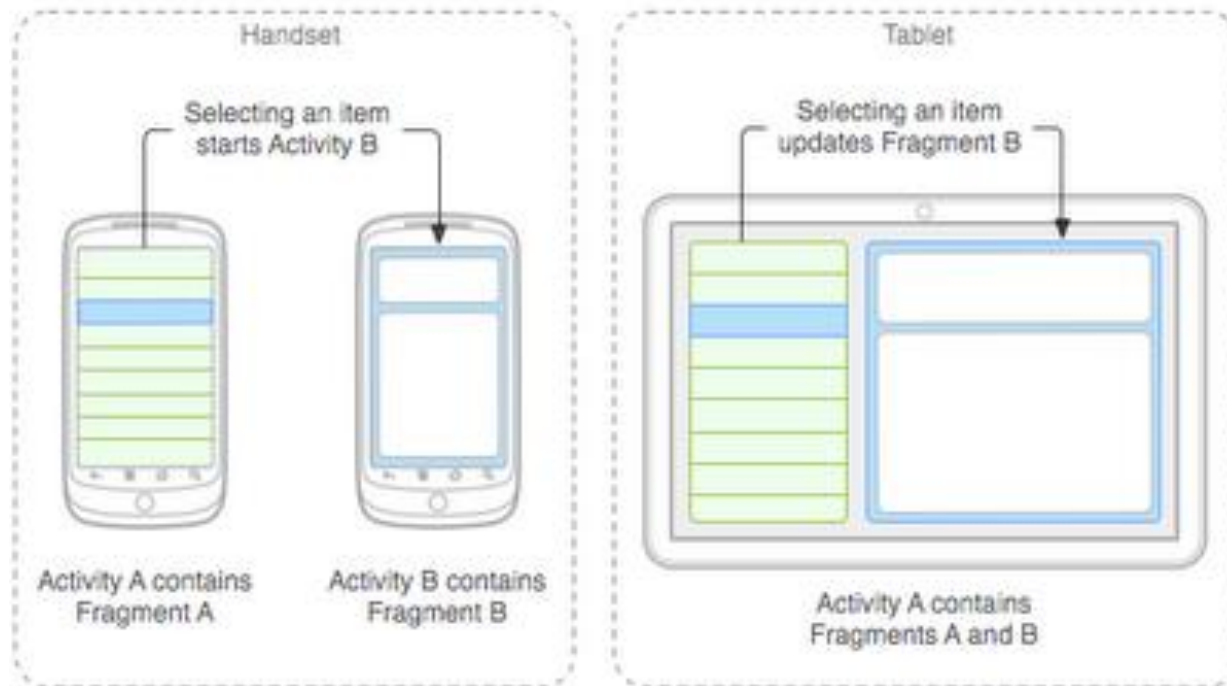 Handset
Selecting an item
starts Activity B
Activity A contains
Fragment A
Activity B contains
Fragment B
Tablet
Selecting an item
updates Fragment B
Activity A contains
Fragments A and B